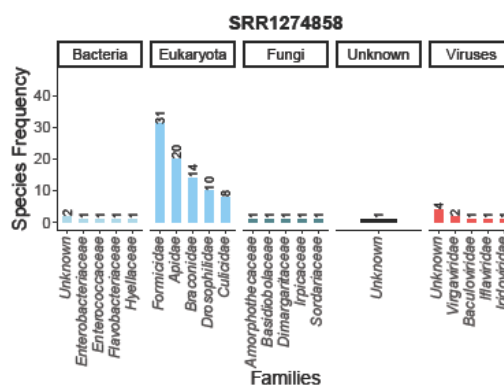 SRR1274858
Bacteria Eukaryota Fungi Unknown Viruses
Species Frequency
40
30
20
10
0
2 1 1 1 1
31 20 14 10 8
1 1 1 1 1
1
4 2 1 1 1
Unknown
Enterobacteriaceae
Enterococcaceae
Flavobacteriaceae
Hyellaceae
Formicidae
Apidae
Braconidae
Drosophilidae
Culicidae
Amorphothecaceae
Basidiobolaceae
Dimargaritaceae
Irpicaceae
Sordariaceae
Unknown
Unknown
Virgaviridae
Baculoviridae
Iflaviridae
Iridoviridae
Families